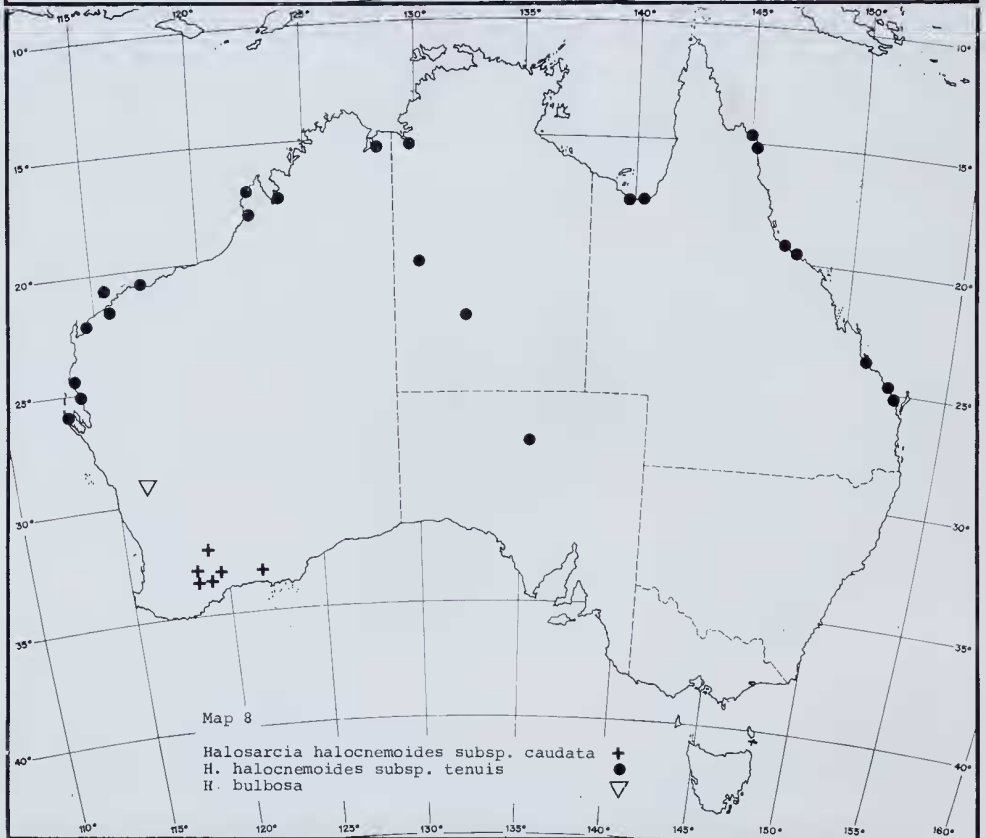 115° 120° 125° 130° 135° 140° 145° 150°
10° 10°
15° 15°
20° 20°
25° 25°
30° 30°
35° 35°
40° 40°
Map 8
Halosarcia halocnemoides subsp. caudata +
H. halocnemoides subsp. tenuis ●
H. bulbosa ▽
110° 115° 120° 125° 130° 135° 140° 145° 150° 155° 160°